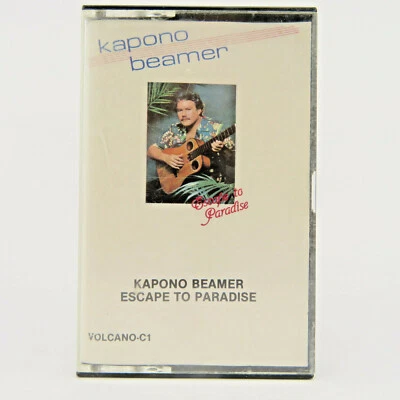 kapono
beamer
Escape to
Paradise
KAPONO BEAMER
ESCAPE TO PARADISE
VOLCANO-C1